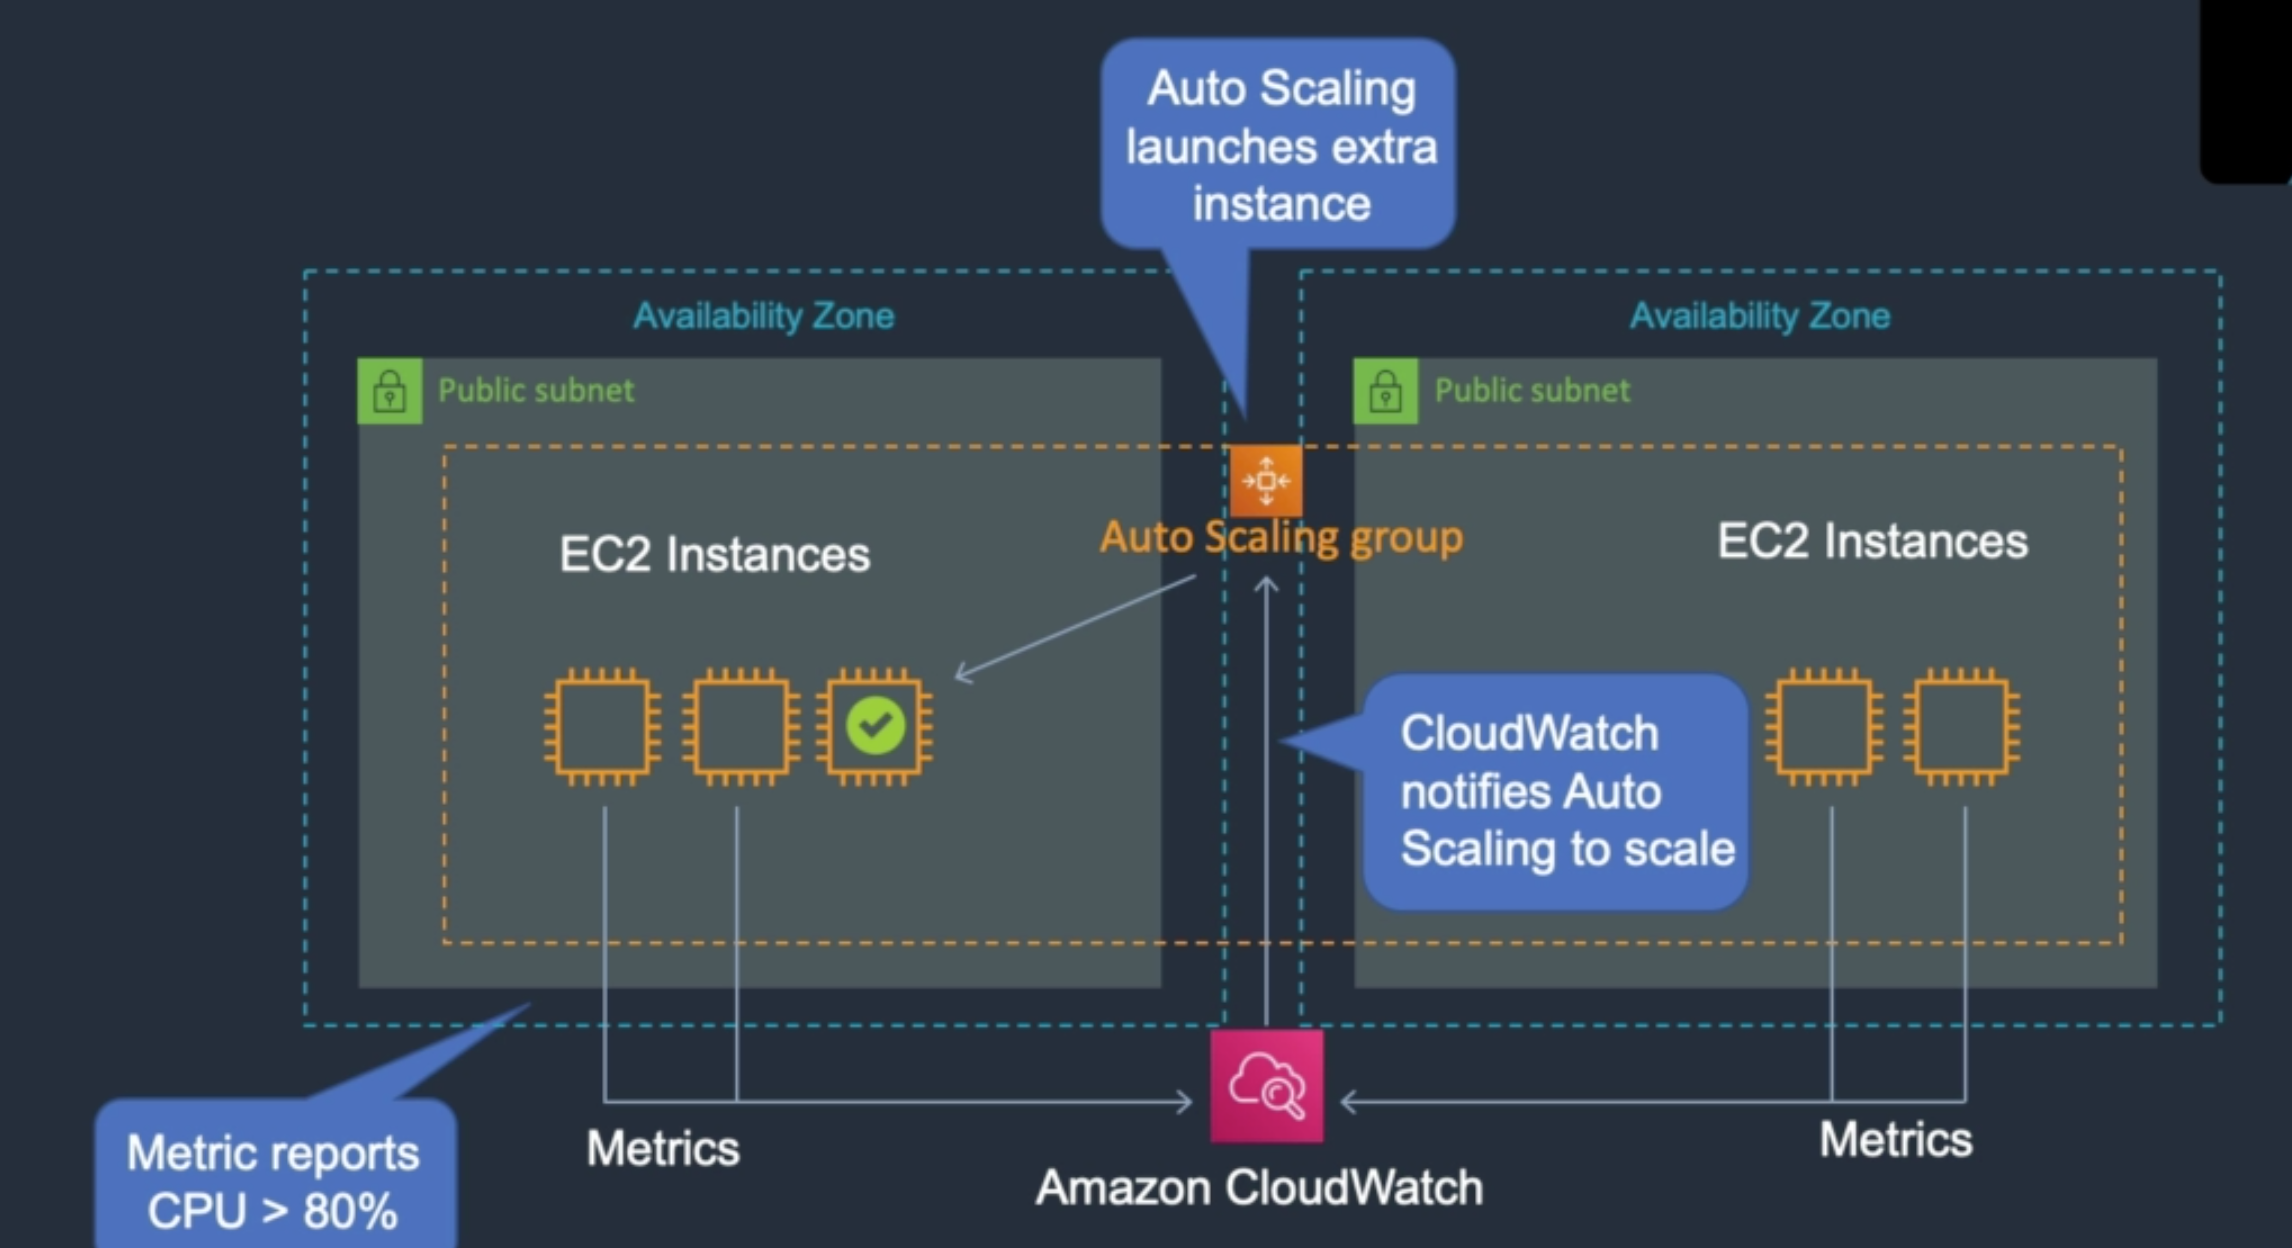 Auto Scaling
launches extra
instance
Availability Zone
Availability Zone
Public subnet
Public subnet
Auto Scaling group
EC2 Instances
EC2 Instances
CloudWatch
notifies Auto
Scaling to scale
Metric reports
CPU > 80%
Metrics
Metrics
Amazon CloudWatch